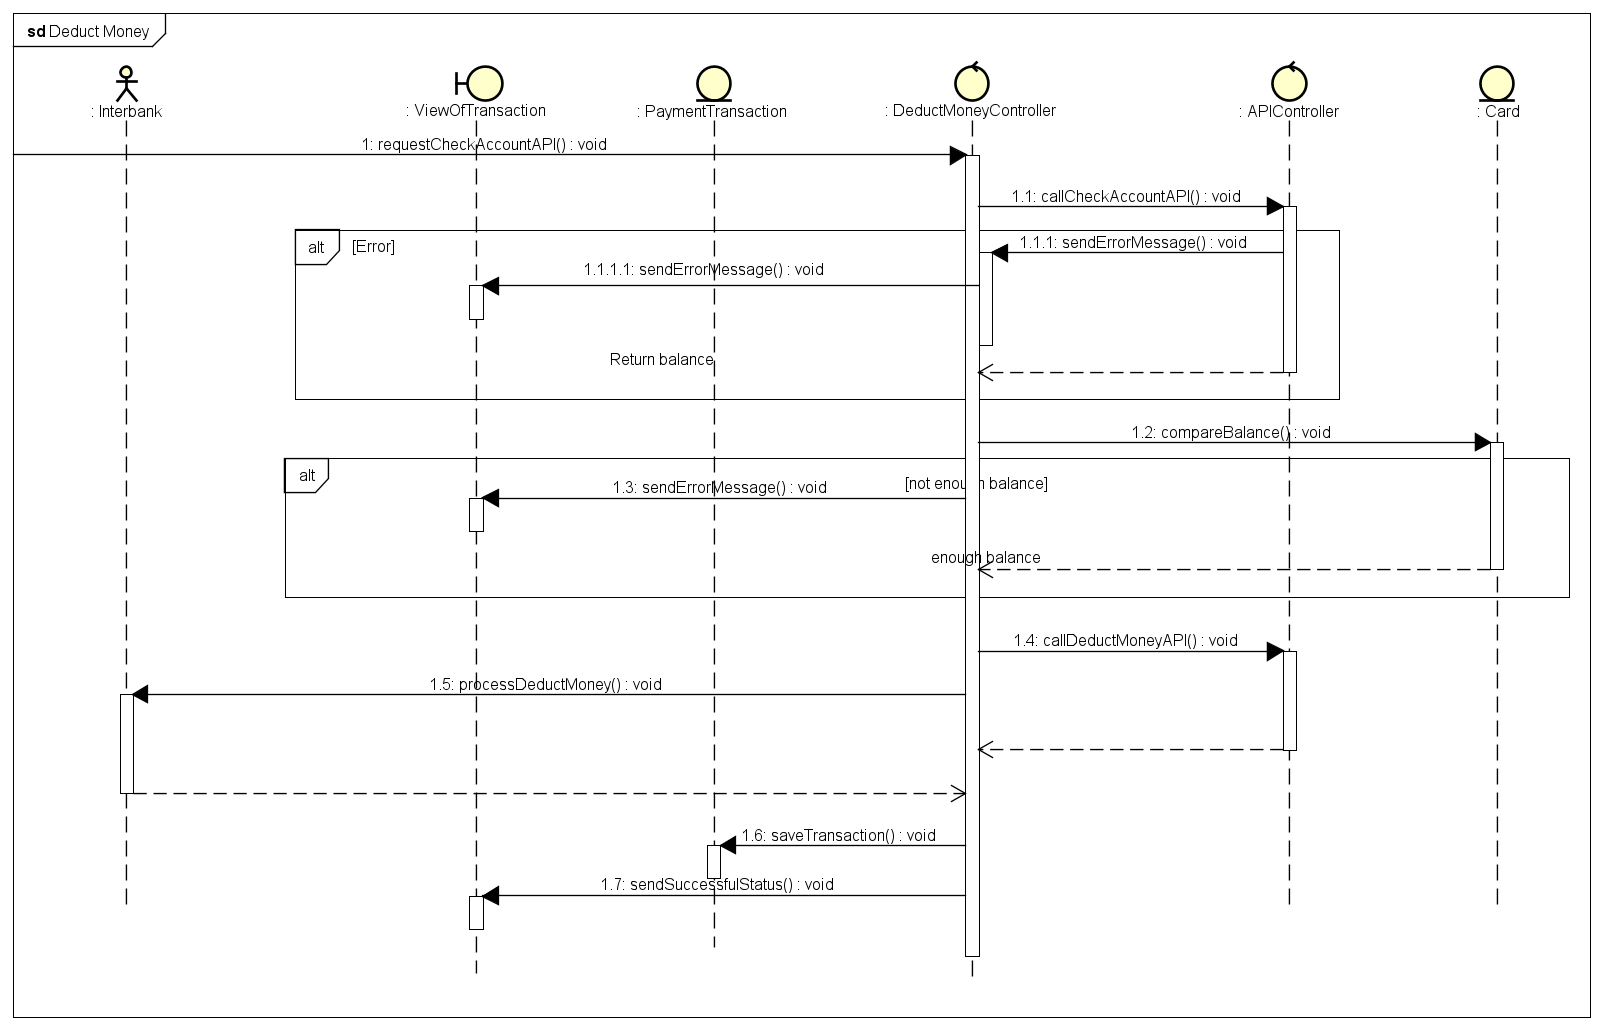 sd Deduct Money
: Interbank
: ViewOfTransaction
: PaymentTransaction
: DeductMoneyController
: APIController
: Card
1: requestCheckAccountAPI() : void
1.1: callCheckAccountAPI() : void
alt
[Error]
1.1.1: sendErrorMessage() : void
1.1.1.1: sendErrorMessage() : void
Return balance
1.2: compareBalance() : void
alt
[not enough balance]
1.3: sendErrorMessage() : void
enough balance
1.4: callDeductMoneyAPI() : void
1.5: processDeductMoney() : void
1.6: saveTransaction() : void
1.7: sendSuccessfulStatus() : void